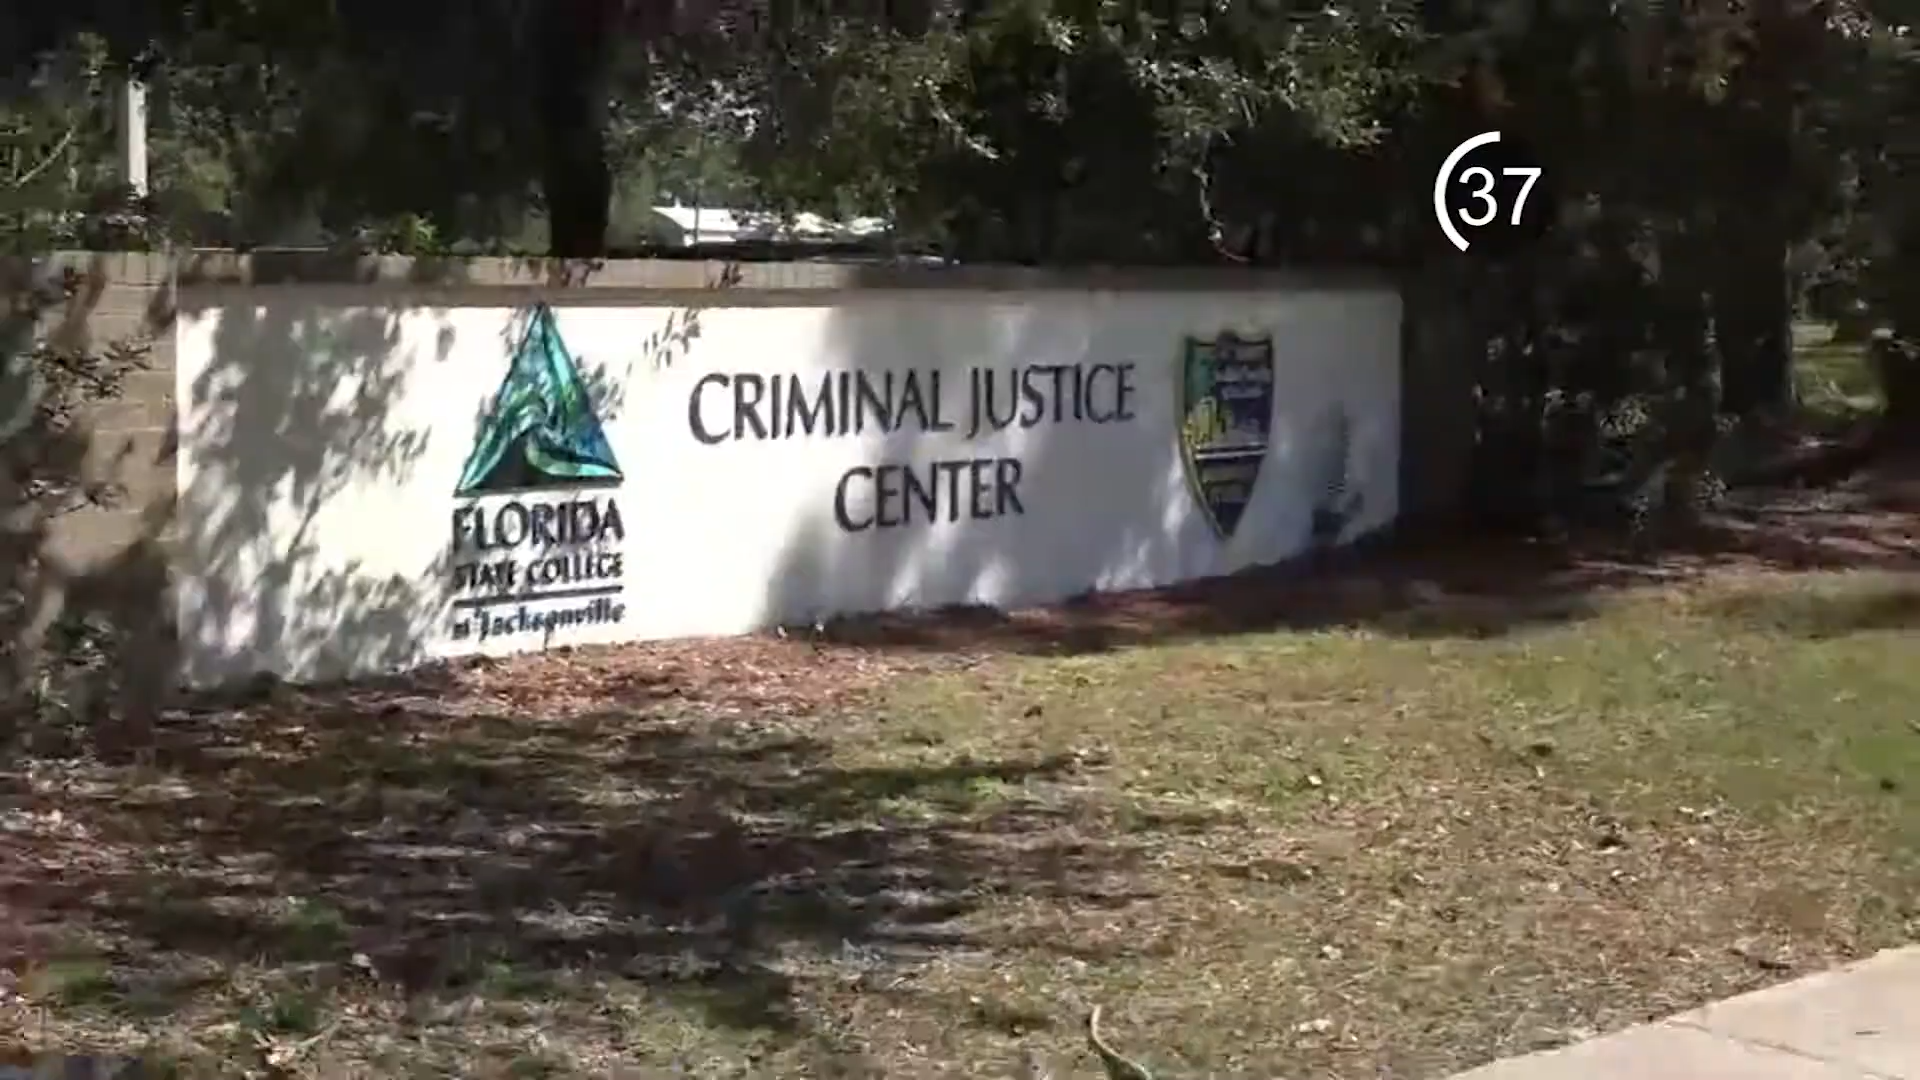 37
FLORIDA
STATE COLLEGE
at Jacksonville
CRIMINAL JUSTICE
CENTER